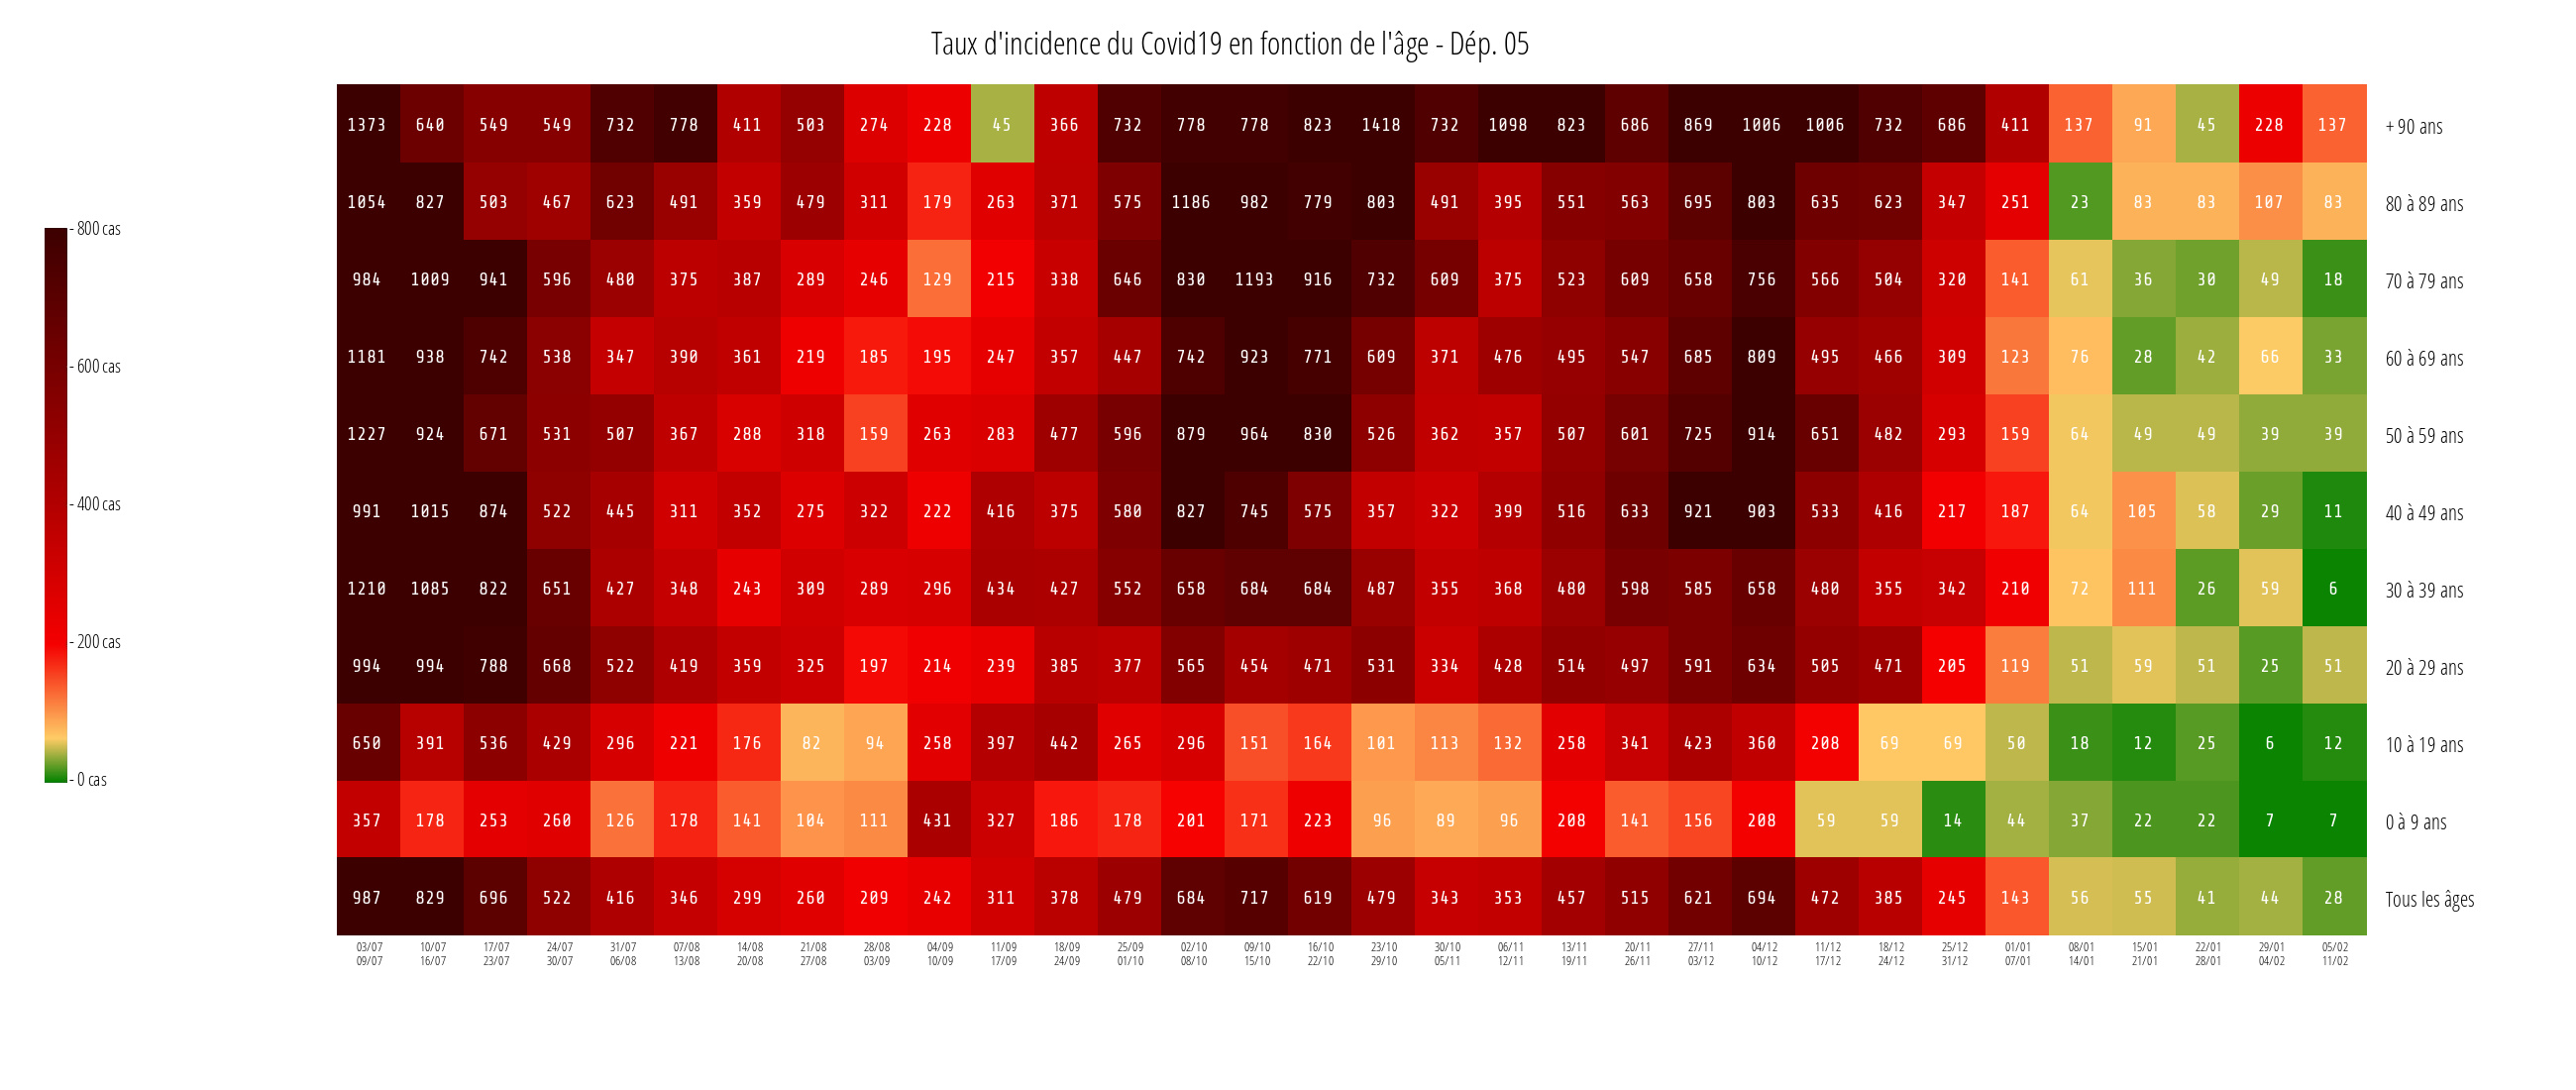 Taux d'incidence du Covid19 en fonction de l'âge - Dép. 05
- 800 cas
- 600 cas
- 400 cas
- 200 cas
- 0 cas
1373 640 549 549 732 778 411 503 274 228 45 366 732 778 778 823 1418 732 1098 823 686 869 1006 1006 732 686 411 137 91 45 228 137 + 90 ans
1054 827 503 467 623 491 359 479 311 179 263 371 575 1186 982 779 803 491 395 551 563 695 803 635 623 347 251 23 83 83 107 83 80 à 89 ans
984 1009 941 596 480 375 387 289 246 129 215 338 646 830 1193 916 732 609 375 523 609 658 756 566 504 320 141 61 36 30 49 18 70 à 79 ans
1181 938 742 538 347 390 361 219 185 195 247 357 447 742 923 771 609 371 476 495 547 685 809 495 466 309 123 76 28 42 66 33 60 à 69 ans
1227 924 671 531 507 367 288 318 159 263 283 477 596 879 964 830 526 362 357 507 601 725 914 651 482 293 159 64 49 49 39 39 50 à 59 ans
991 1015 874 522 445 311 352 275 322 222 416 375 580 827 745 575 357 322 399 516 633 921 903 533 416 217 187 64 105 58 29 11 40 à 49 ans
1210 1085 822 651 427 348 243 309 289 296 434 427 552 658 684 684 487 355 368 480 598 585 658 480 355 342 210 72 111 26 59 6 30 à 39 ans
994 994 788 668 522 419 359 325 197 214 239 385 377 565 454 471 531 334 428 514 497 591 634 505 471 205 119 51 59 51 25 51 20 à 29 ans
650 391 536 429 296 221 176 82 94 258 397 442 265 296 151 164 101 113 132 258 341 423 360 208 69 69 50 18 12 25 6 12 10 à 19 ans
357 178 253 260 126 178 141 104 111 431 327 186 178 201 171 223 96 89 96 208 141 156 208 59 59 14 44 37 22 22 7 7 0 à 9 ans
987 829 696 522 416 346 299 260 209 242 311 378 479 684 717 619 479 343 353 457 515 621 694 472 385 245 143 56 55 41 44 28 Tous les âges
03/07 10/07 17/07 24/07 31/07 07/08 14/08 21/08 28/08 04/09 11/09 18/09 25/09 02/10 09/10 16/10 23/10 30/10 06/11 13/11 20/11 27/11 04/12 11/12 18/12 25/12 01/01 08/01 15/01 22/01 29/01 05/02
09/07 16/07 23/07 30/07 06/08 13/08 20/08 27/08 03/09 10/09 17/09 24/09 01/10 08/10 15/10 22/10 29/10 05/11 12/11 19/11 26/11 03/12 10/12 17/12 24/12 31/12 07/01 14/01 21/01 28/01 04/02 11/02